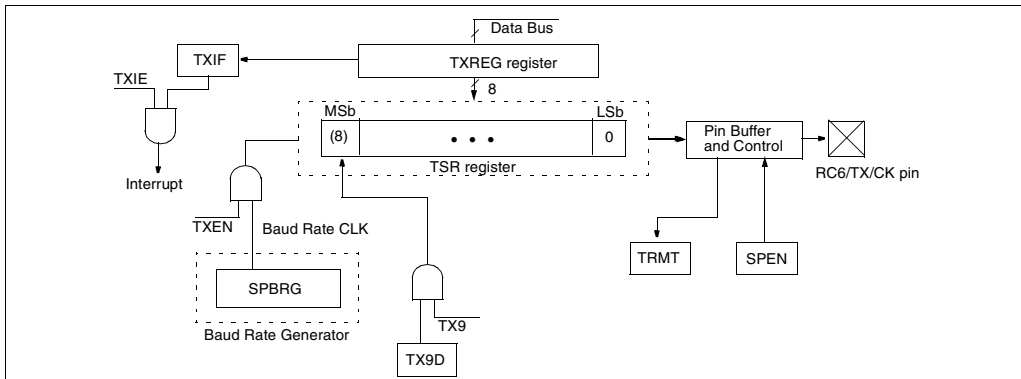 Data Bus
TXIF
TXREG register
TXIE
8
MSb
LSb
(8)
• • •
0
Pin Buffer
and Control
TSR register
Interrupt
RC6/TX/CK pin
TXEN
Baud Rate CLK
TRMT
SPEN
SPBRG
TX9
Baud Rate Generator
TX9D